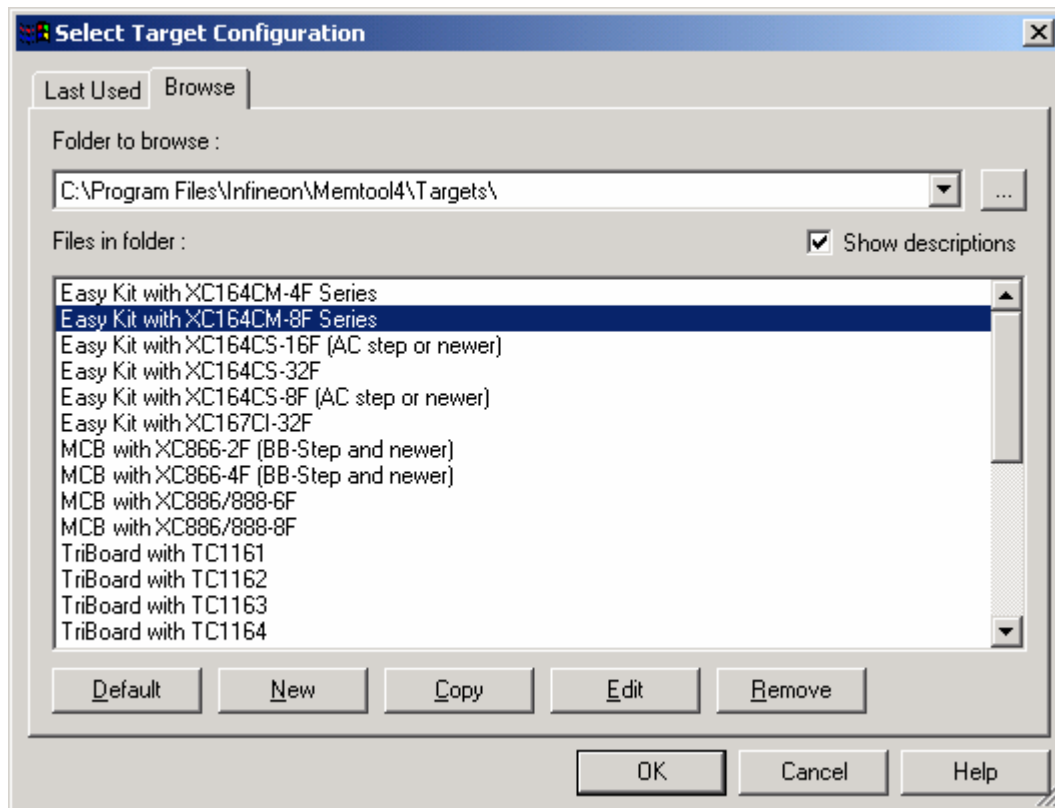 Select Target Configuration
Last Used Browse
Folder to browse :
C:\Program Files\Infineon\Memtool4\Targets\ ...
Files in folder : Show descriptions
Easy Kit with XC164CM-4F Series
Easy Kit with XC164CM-8F Series
Easy Kit with XC164CS-16F (AC step or newer)
Easy Kit with XC164CS-32F
Easy Kit with XC164CS-8F (AC step or newer)
Easy Kit with XC167CI-32F
MCB with XC866-2F (BB-Step and newer)
MCB with XC866-4F (BB-Step and newer)
MCB with XC886/888-6F
MCB with XC886/888-8F
TriBoard with TC1161
TriBoard with TC1162
TriBoard with TC1163
TriBoard with TC1164
Default New Copy Edit Remove
OK Cancel Help